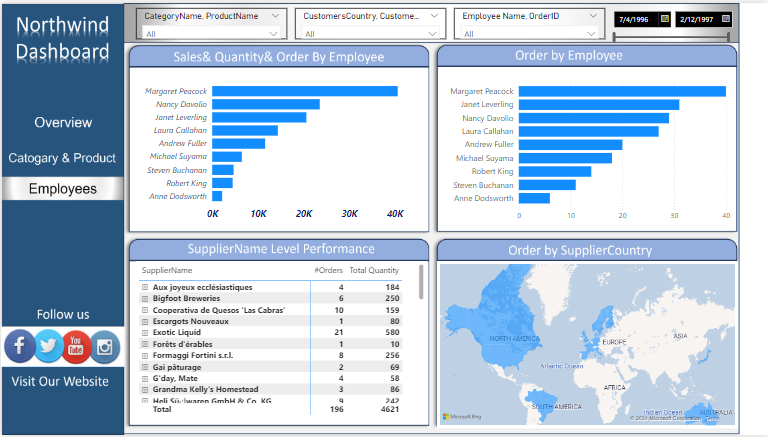 Northwind
Dashboard
Overview
Catogary & Product
Employees
Follow us
You
Tube
Visit Our Website
CategoryName, ProductName
All
CustomersCountry, Custome...
All
Employee Name, OrderID
All
7/4/1996
2/12/1997
Sales& Quantity& Order By Employee
Margaret Peacock
Nancy Davolio
Janet Leverling
Laura Callahan
Andrew Fuller
Michael Suyama
Steven Buchanan
Robert King
Anne Dodsworth
0K 10K 20K 30K 40K
Order by Employee
Margaret Peacock
Janet Leverling
Nancy Davolio
Laura Callahan
Andrew Fuller
Michael Suyama
Robert King
Steven Buchanan
Anne Dodsworth
0 10 20 30 40
SupplierName Level Performance
SupplierName #Orders Total Quantity
Aux joyeux ecclésiastiques 4 184
Bigfoot Breweries 6 250
Cooperativa de Quesos 'Las Cabras' 10 159
Escargots Nouveaux 1 80
Exotic Liquid 21 580
Forêts d'érables 1 10
Formaggi Fortini s.r.l. 8 256
Gai pâturage 2 69
G'day, Mate 4 58
Grandma Kelly's Homestead 3 86
Heli Süßwaren GmbH & Co. KG 9 242
Total 196 4621
Order by SupplierCountry
NORTH AMERICA
EUROPE
ASIA
Atlantic Ocean
AFRICA
SOUTH AMERICA
Indian Ocean
AUSTRALIA
Microsoft Bing
© 2024 Microsoft Corporation Terms